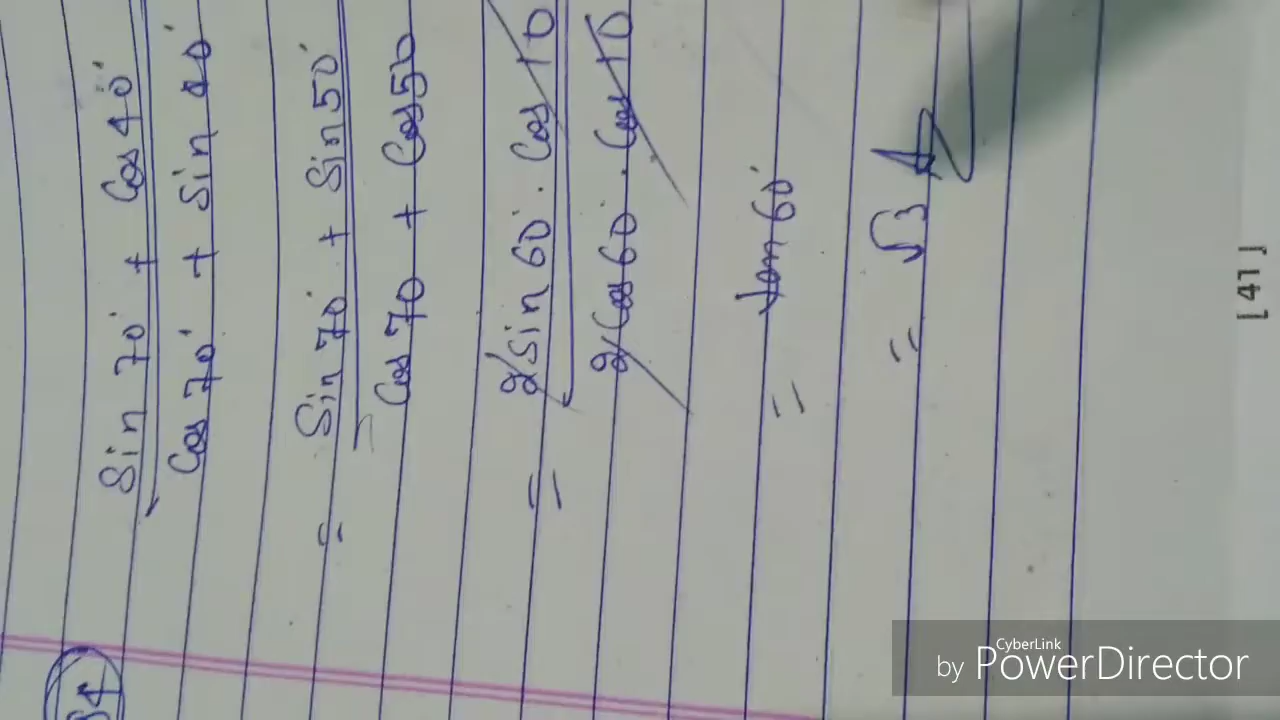 84
Sin 70° + Cos 40°
Cos 70° + Sin 40°
= Sin 70° + Sin 50°
Cos 70 + Cos 50
= 2 Sin 60°. Cos 10
2 Cos 60°. Cos 10
= tan 60°
= √3
[41]
CyberLink
by PowerDirector